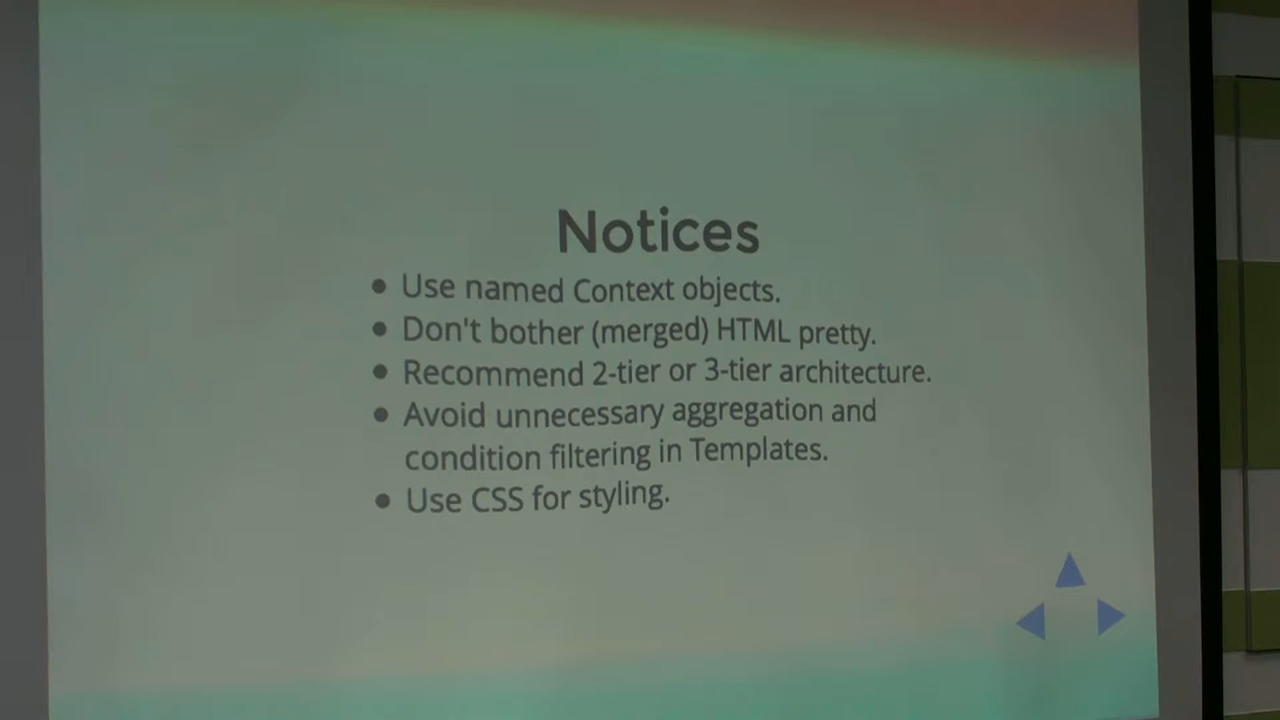 Notices
• Use named Context objects.
• Don't bother (merged) HTML pretty.
• Recommend 2-tier or 3-tier architecture.
• Avoid unnecessary aggregation and
condition filtering in Templates.
• Use CSS for styling.